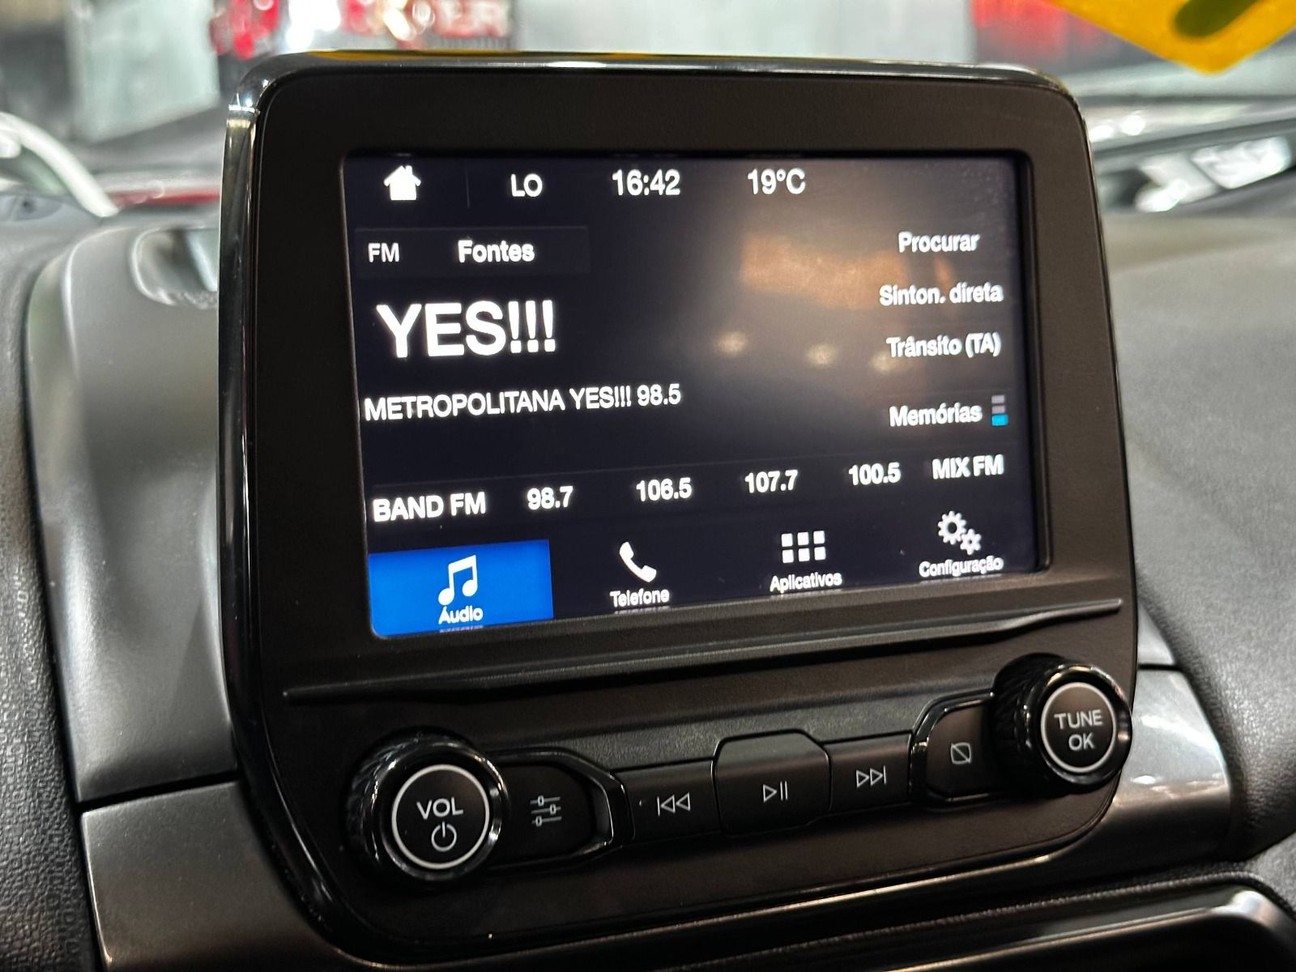 LO 16:42 19°C
FM Fontes
Procurar
Sinton. direta
YES!!!
Trânsito (TA)
METROPOLITANA YES!!! 98.5
Memórias
BAND FM 98.7 106.5 107.7 100.5 MIX FM
Áudio Telefone Aplicativos Configuração
VOL
TUNE
OK